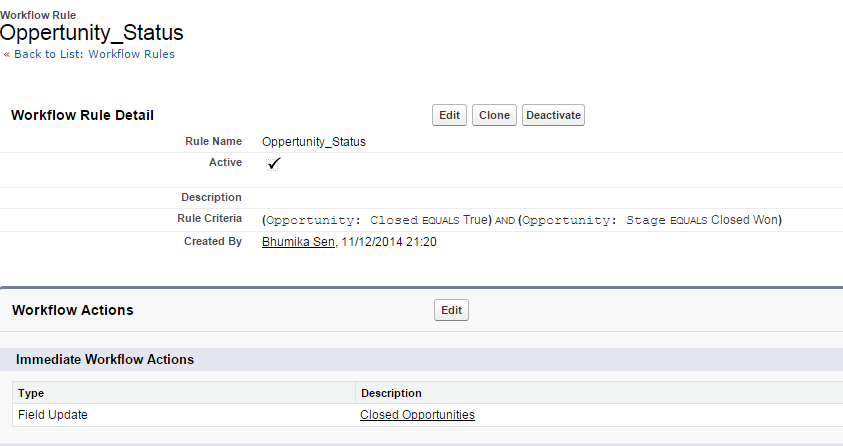 Workflow Rule
Oppertunity_Status
« Back to List: Workflow Rules
Workflow Rule Detail Edit Clone Deactivate
Rule Name Oppertunity_Status
Active
Description
Rule Criteria (Opportunity: Closed EQUALS True) AND (Opportunity: Stage EQUALS Closed Won)
Created By Bhumika Sen, 11/12/2014 21:20
Workflow Actions Edit
Immediate Workflow Actions
Type Description
Field Update Closed Opportunities